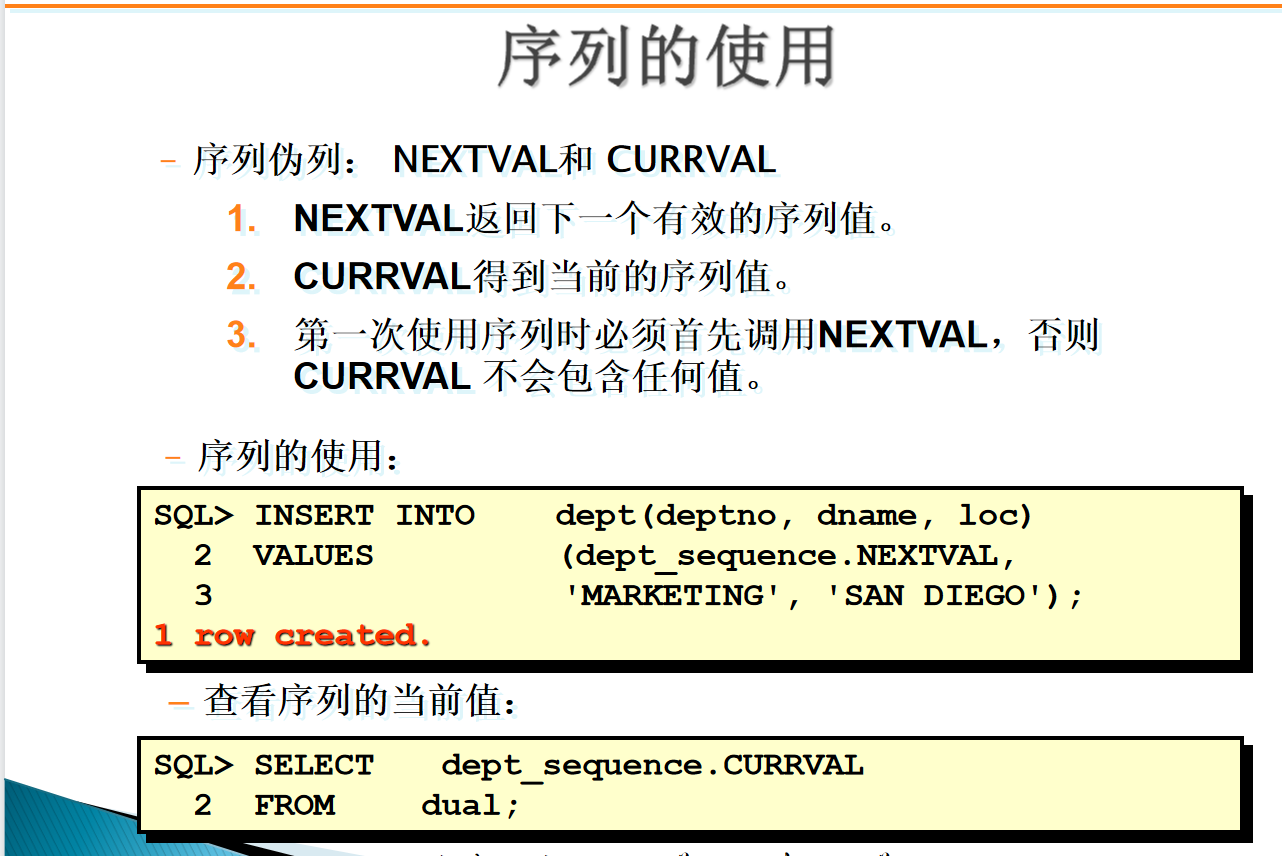 序列的使用
– 序列伪列： NEXTVAL和 CURRVAL
1. NEXTVAL返回下一个有效的序列值。
2. CURRVAL得到当前的序列值。
3. 第一次使用序列时必须首先调用NEXTVAL，否则
CURRVAL 不会包含任何值。
– 序列的使用：
SQL> INSERT INTO    dept(deptno, dname, loc)
  2  VALUES         (dept_sequence.NEXTVAL,
  3                 'MARKETING', 'SAN DIEGO');
1 row created.
– 查看序列的当前值：
SQL> SELECT   dept_sequence.CURRVAL
  2  FROM    dual;